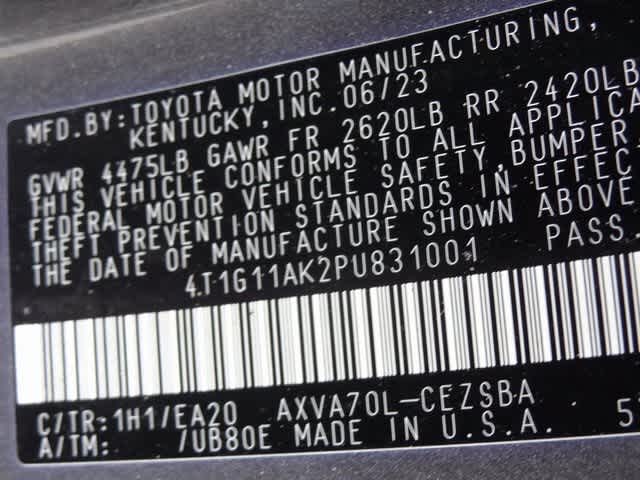 MFD.BY:TOYOTA MOTOR MANUFACTURING,
KENTUCKY,INC.06/23
GVWR 4475LB GAWR FR 2620LB RR 2420LB
THIS VEHICLE CONFORMS TO ALL APPLICA
FEDERAL MOTOR VEHICLE SAFETY,BUMPER,
THEFT PREVENTION STANDARDS IN EFFEC
THE DATE OF MANUFACTURE SHOWN ABOVE
4T1G11AK2PU831001 PASS.
C/TR:1H1/EA20 AXVA70L-CEZSBA
A/TM: /UB80E MADE IN U.S.A. 5